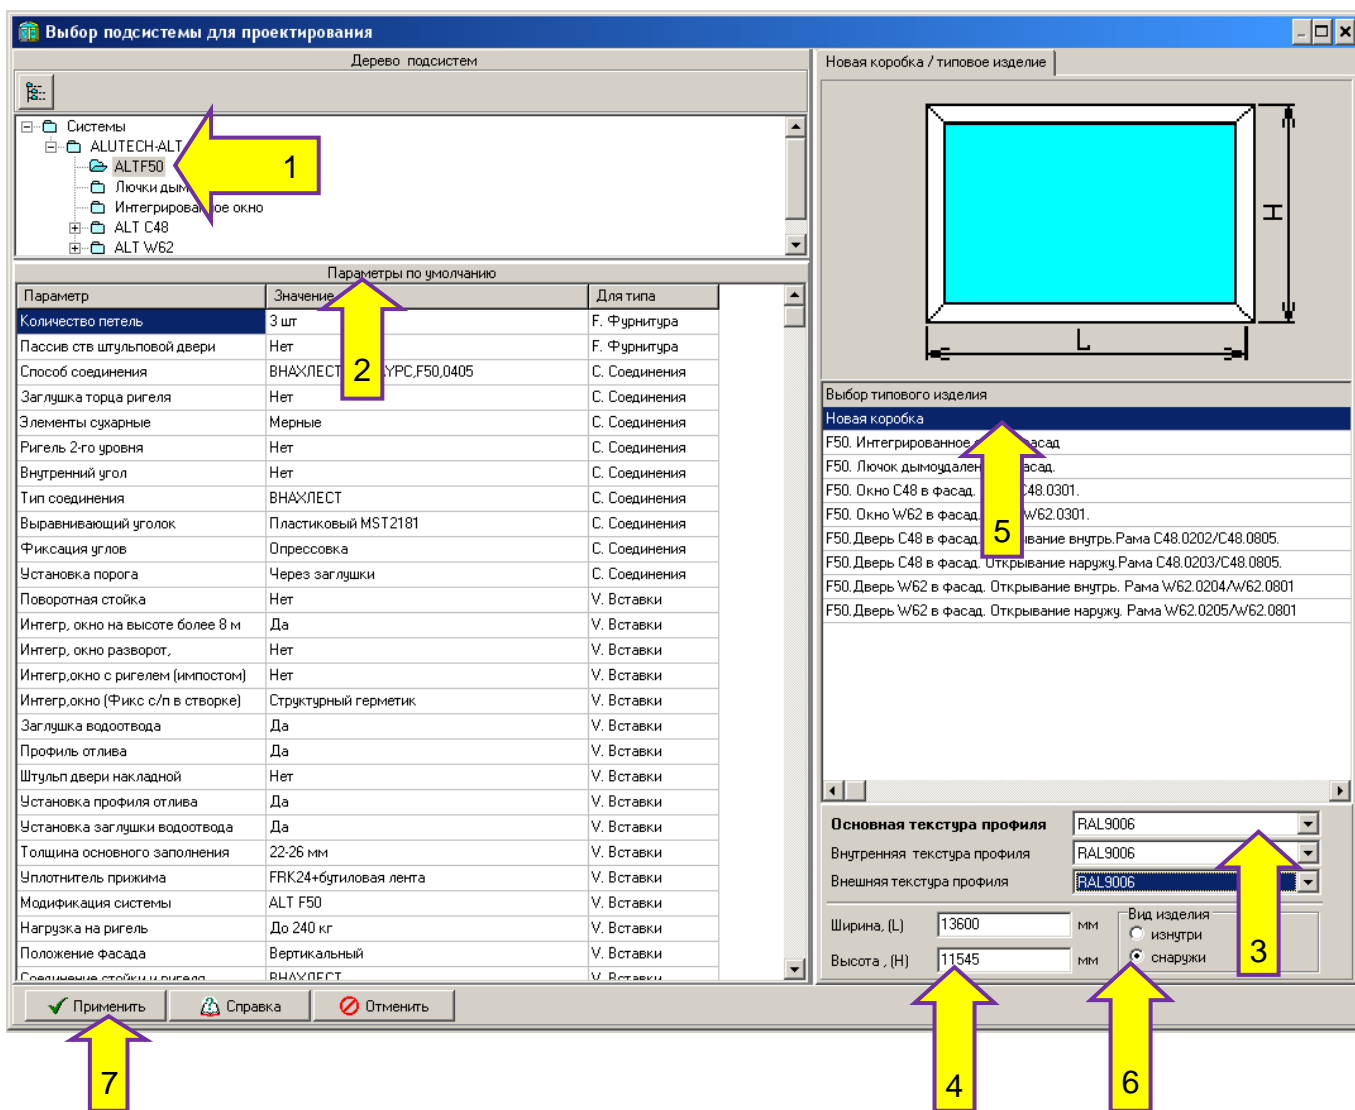 Выбор подсистемы для проектирования
Дерево подсистем
Системы
ALUTECH-ALT
ALTF50
Лючки дым
Интегрированное окно
ALT C48
ALT W62
1
Параметры по умолчанию
Параметр Значение Для типа
Количество петель 3 шт F. Фурнитура
Пассив ств штульповой двери Нет F. Фурнитура
Способ соединения ВНАХЛЕСТ УРС,F50,0405 С. Соединения
Заглушка торца ригеля Нет С. Соединения
Элементы сухарные Мерные С. Соединения
Ригель 2-го уровня Нет С. Соединения
Внутренний угол Нет С. Соединения
Тип соединения ВНАХЛЕСТ С. Соединения
Выравнивающий уголок Пластиковый MST2181 С. Соединения
Фиксация углов Опрессовка С. Соединения
Установка порога Через заглушки С. Соединения
Поворотная стойка Нет V. Вставки
Интегр, окно на высоте более 8 м Да V. Вставки
Интегр, окно разворот, Нет V. Вставки
Интегр,окно с ригелем (импостом) Нет V. Вставки
Интегр,окно (Фикс с/п в створке) Структурный герметик V. Вставки
Заглушка водоотвода Да V. Вставки
Профиль отлива Да V. Вставки
Штульп двери накладной Нет V. Вставки
Установка профиля отлива Да V. Вставки
Установка заглушки водоотвода Да V. Вставки
Толщина основного заполнения 22-26 мм V. Вставки
Уплотнитель прижима FRK24+бутиловая лента V. Вставки
Модификация системы ALT F50 V. Вставки
Нагрузка на ригель До 240 кг V. Вставки
Положение фасада Вертикальный V. Вставки
Соединение стойки и ригеля ВНАХЛЕСТ V. Вставки
2
Применить Справка Отменить
7
Новая коробка / типовое изделие
H
L
Выбор типового изделия
Новая коробка
F50. Интегрированное фасад
F50. Лючок дымоудален фасад.
F50. Окно C48 в фасад. C48.0301.
F50. Окно W62 в фасад. W62.0301.
F50.Дверь C48 в фасад. Открывание внутрь.Рама C48.0202/C48.0805.
F50.Дверь C48 в фасад. Открывание наружу.Рама C48.0203/C48.0805.
F50.Дверь W62 в фасад. Открывание внутрь. Рама W62.0204/W62.0801
F50.Дверь W62 в фасад. Открывание наружу. Рама W62.0205/W62.0801
5
Основная текстура профиля RAL9006
Внутренняя текстура профиля RAL9006
Внешняя текстура профиля RAL9006
Ширина, (L) 13600 мм
Высота , (H) 11545 мм
Вид изделия
изнутри
снаружи
3
4
6